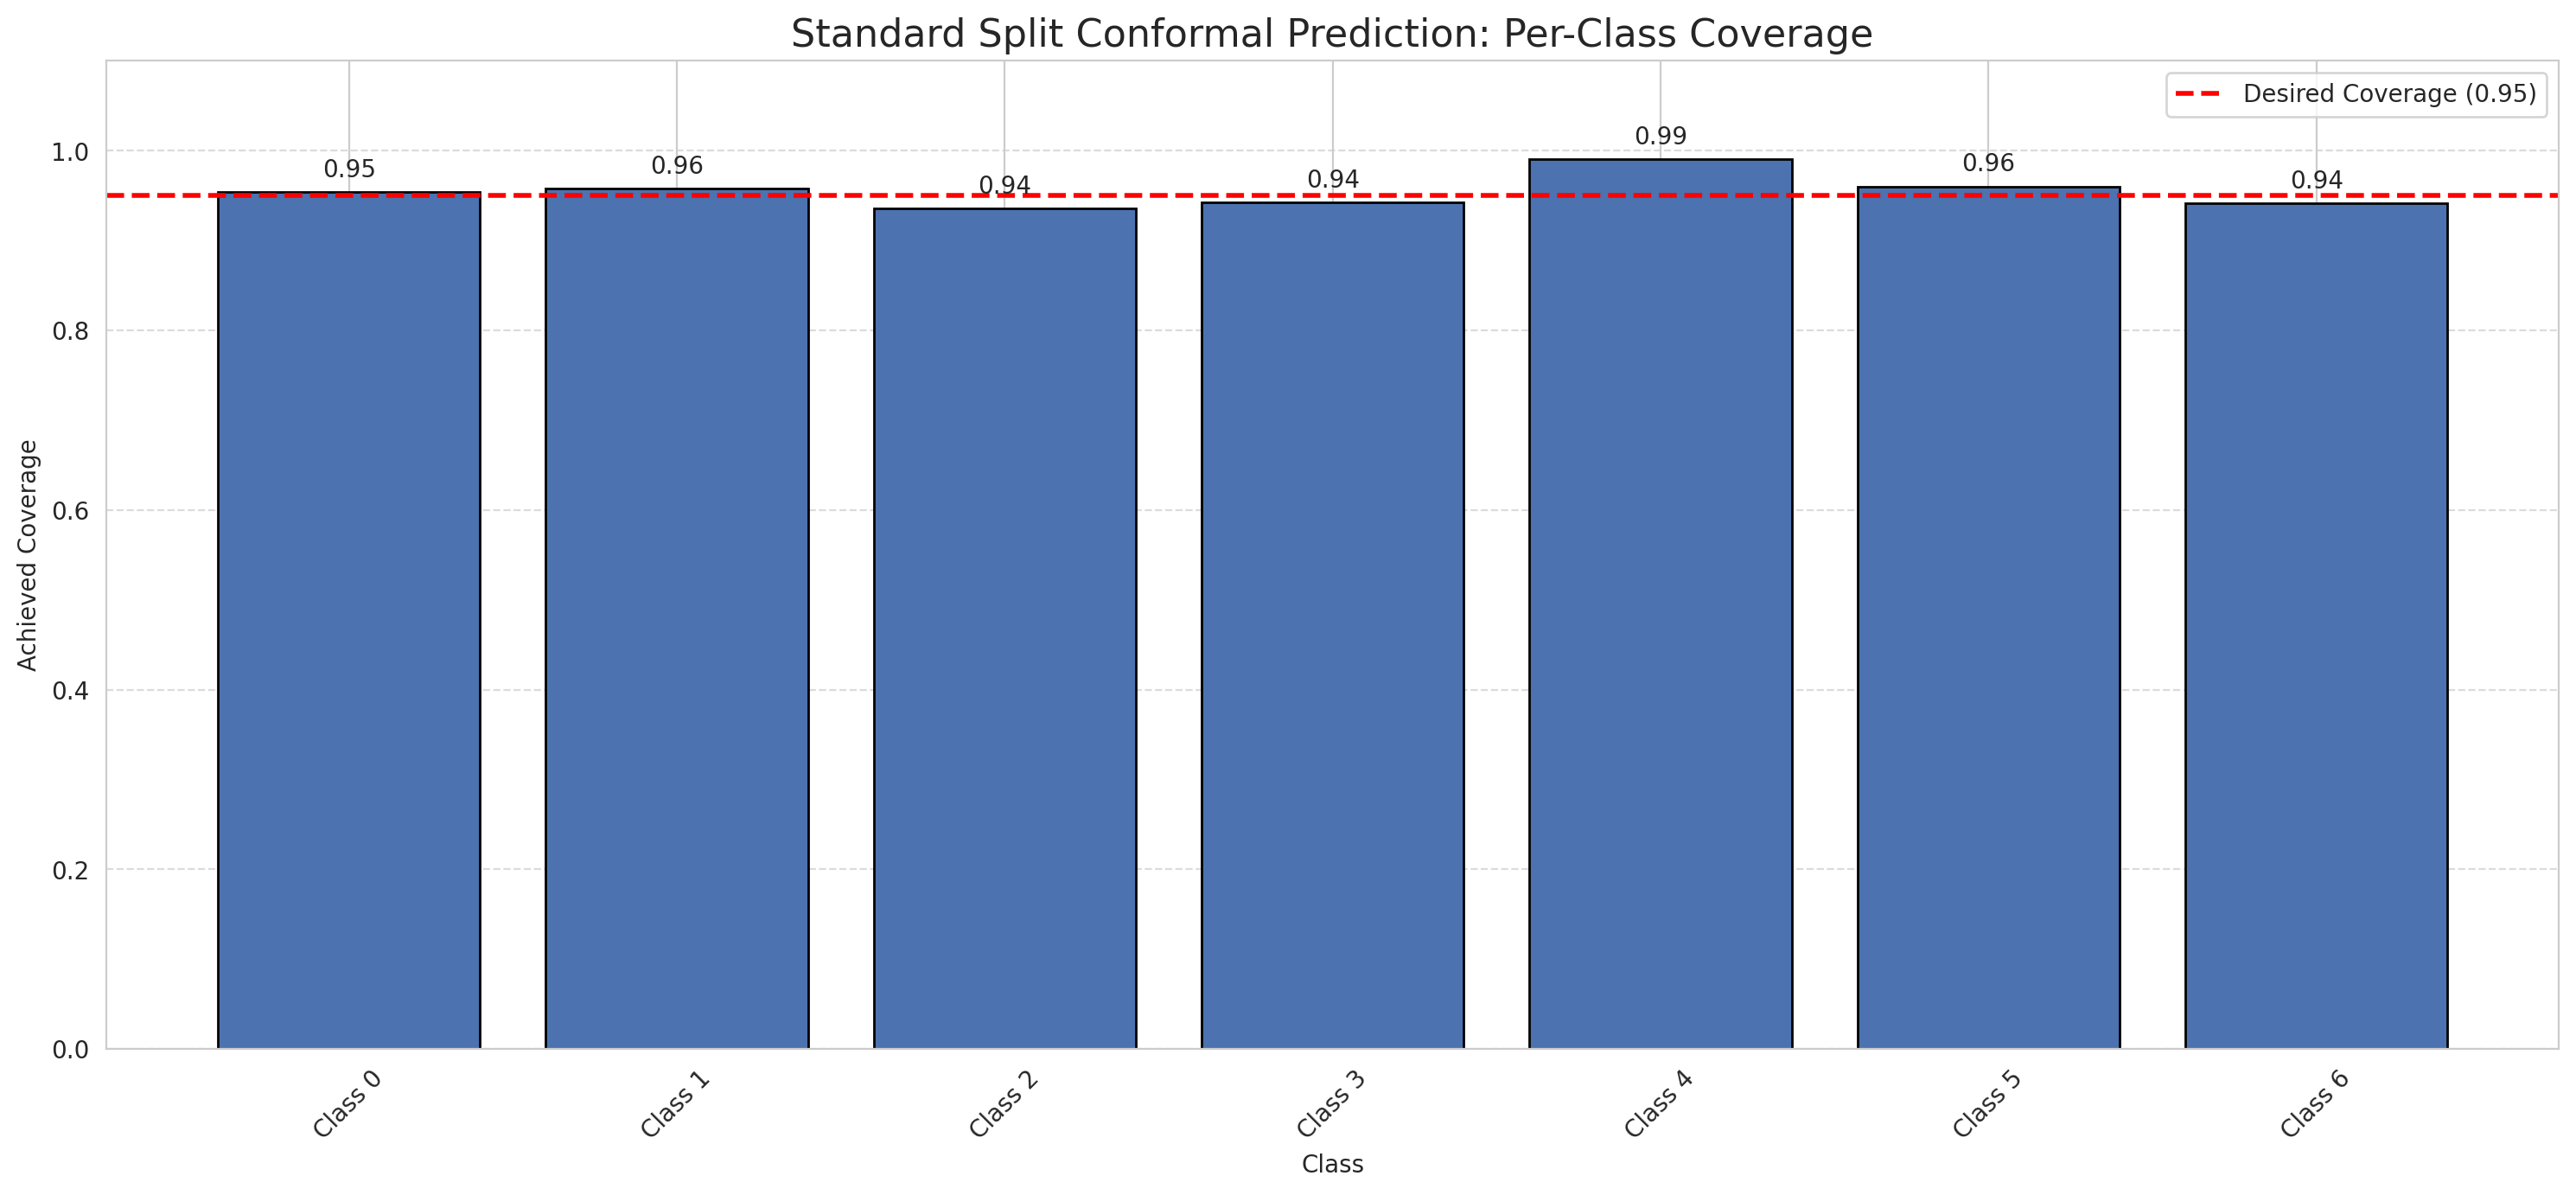 Standard Split Conformal Prediction: Per-Class Coverage
Desired Coverage (0.95)
1.0
0.8
0.6
0.4
0.2
0.0
Achieved Coverage
0.95
0.96
0.94
0.94
0.99
0.96
0.94
Class 0
Class 1
Class 2
Class 3
Class 4
Class 5
Class 6
Class